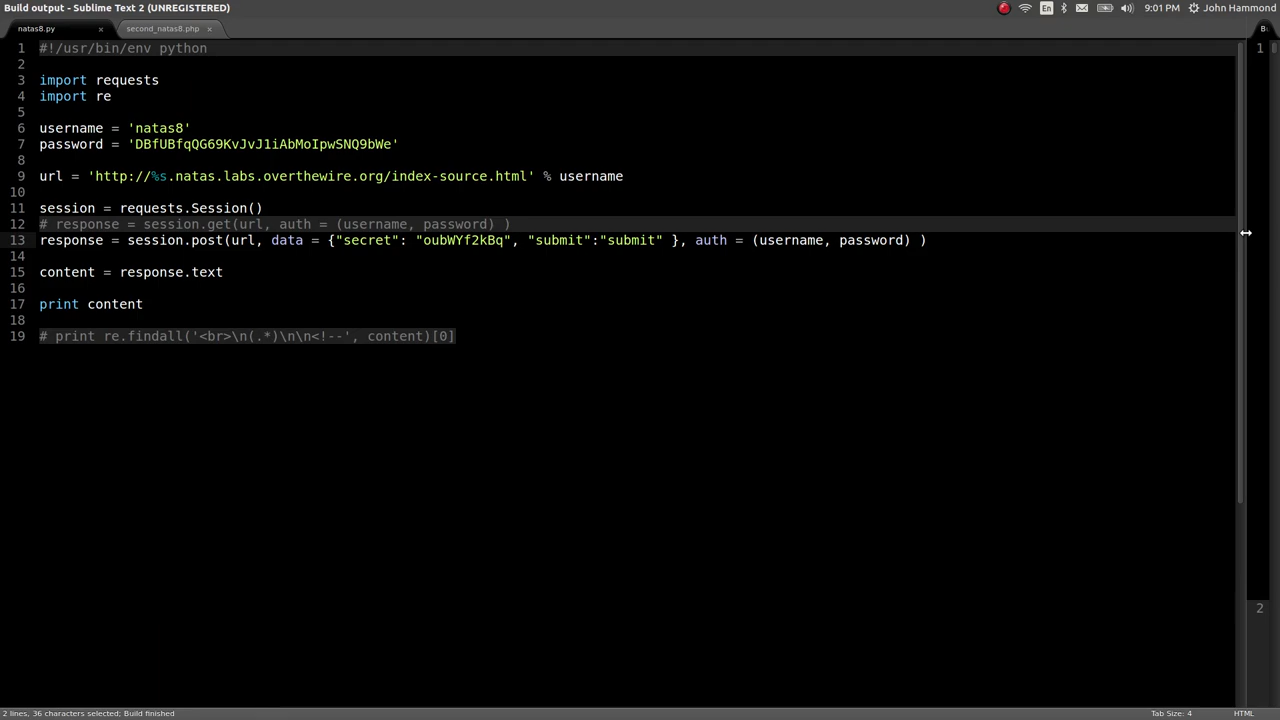 Build output - Sublime Text 2 (UNREGISTERED)
En
9:01 PM
John Hammond
natas8.py ×
second_natas8.php ×
B
1 #!/usr/bin/env python
1
2
3 import requests
4 import re
5
6 username = 'natas8'
7 password = 'DBfUBfqQG69KvJvJ1iAbMoIpwSNQ9bWe'
8
9 url = 'http://%s.natas.labs.overthewire.org/index-source.html' % username
10
11 session = requests.Session()
12 # response = session.get(url, auth = (username, password) )
13 response = session.post(url, data = {"secret": "oubWYf2kBq", "submit":"submit" }, auth = (username, password) )
14
15 content = response.text
16
17 print content
18
19 # print re.findall('<br>\n(.*)\n\n<!--', content)[0]
2
2 lines, 36 characters selected; Build finished
Tab Size: 4
HTML